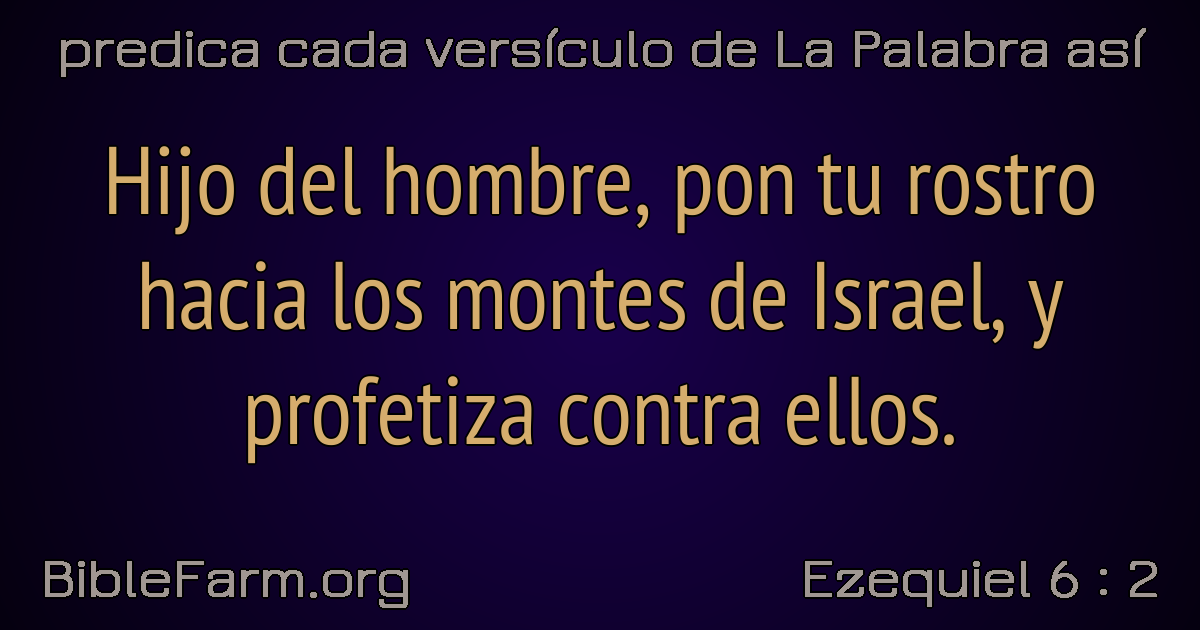 predica cada versículo de La Palabra así
Hijo del hombre, pon tu rostro
hacia los montes de Israel, y
profetiza contra ellos.
BibleFarm.org
Ezequiel 6 : 2